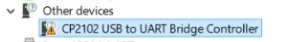 Other devices
CP2102 USB to UART Bridge Controller